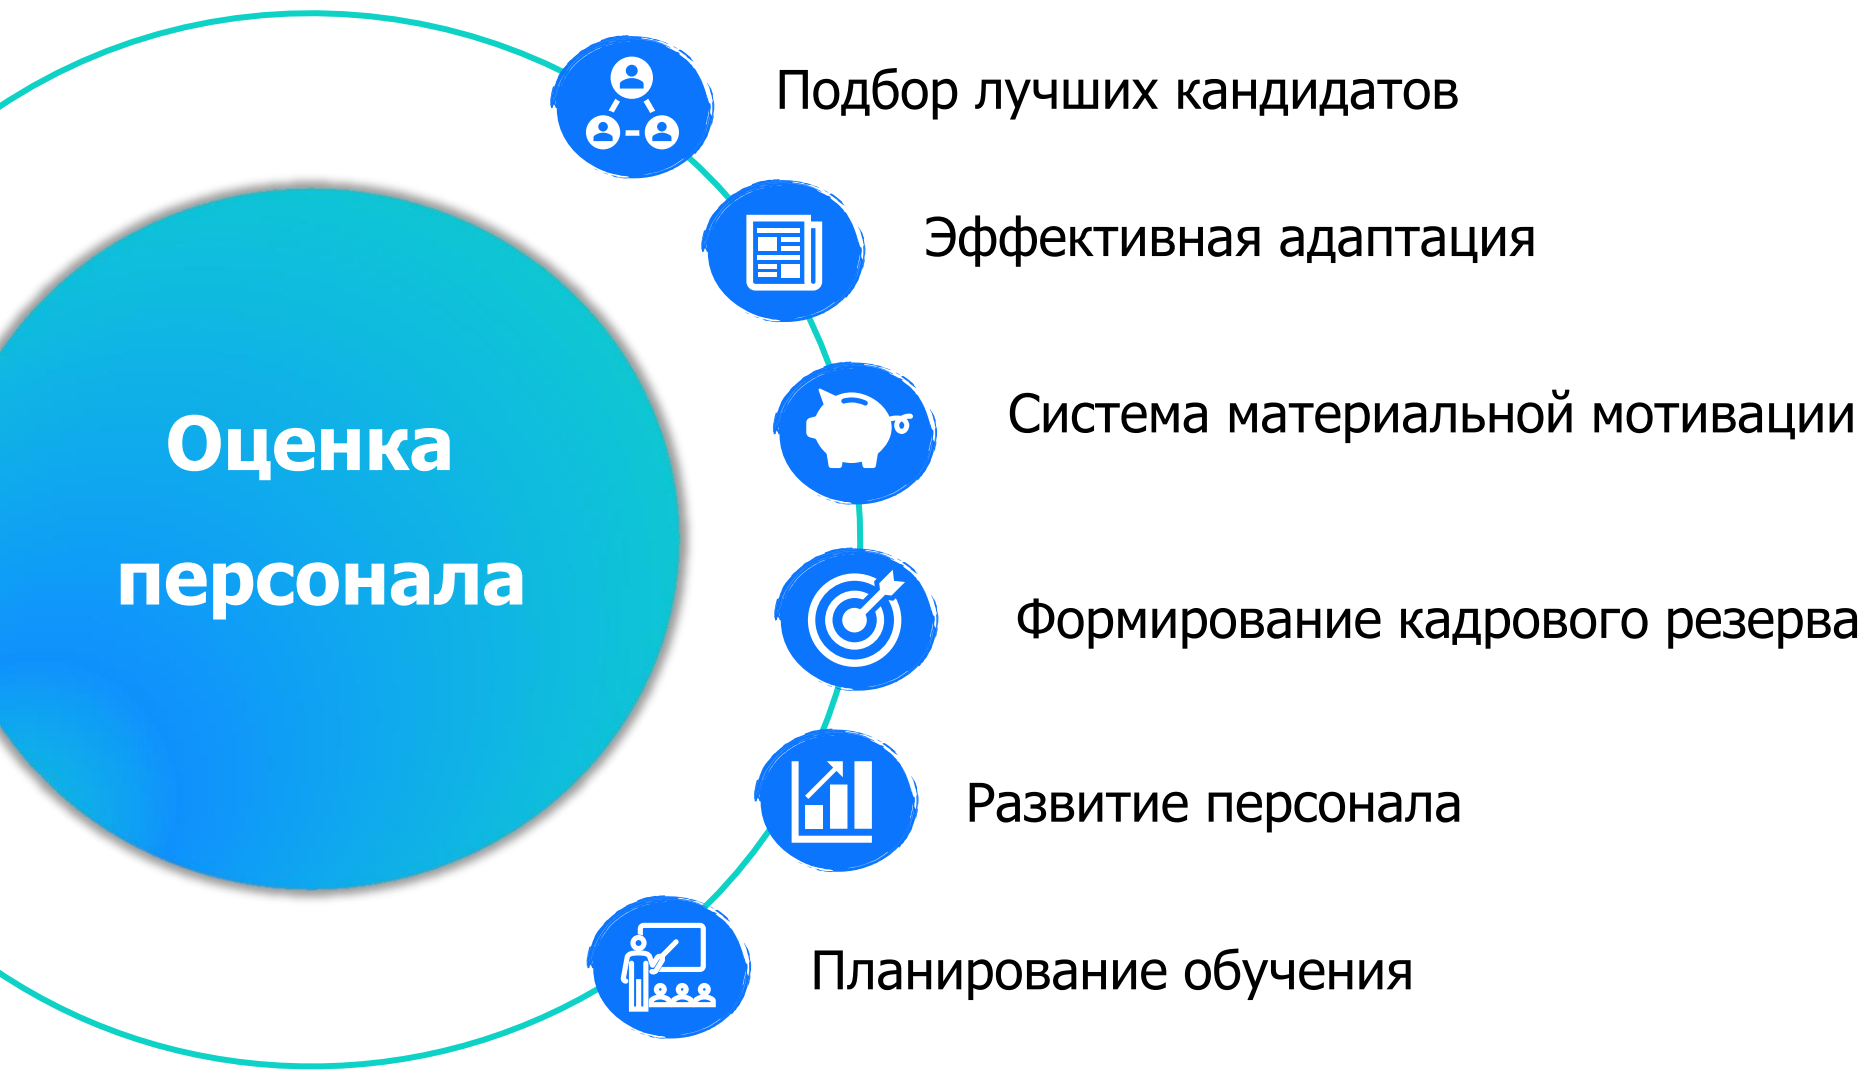 Оценка
персонала
Подбор лучших кандидатов
Эффективная адаптация
Система материальной мотивации
Формирование кадрового резерва
Развитие персонала
Планирование обучения